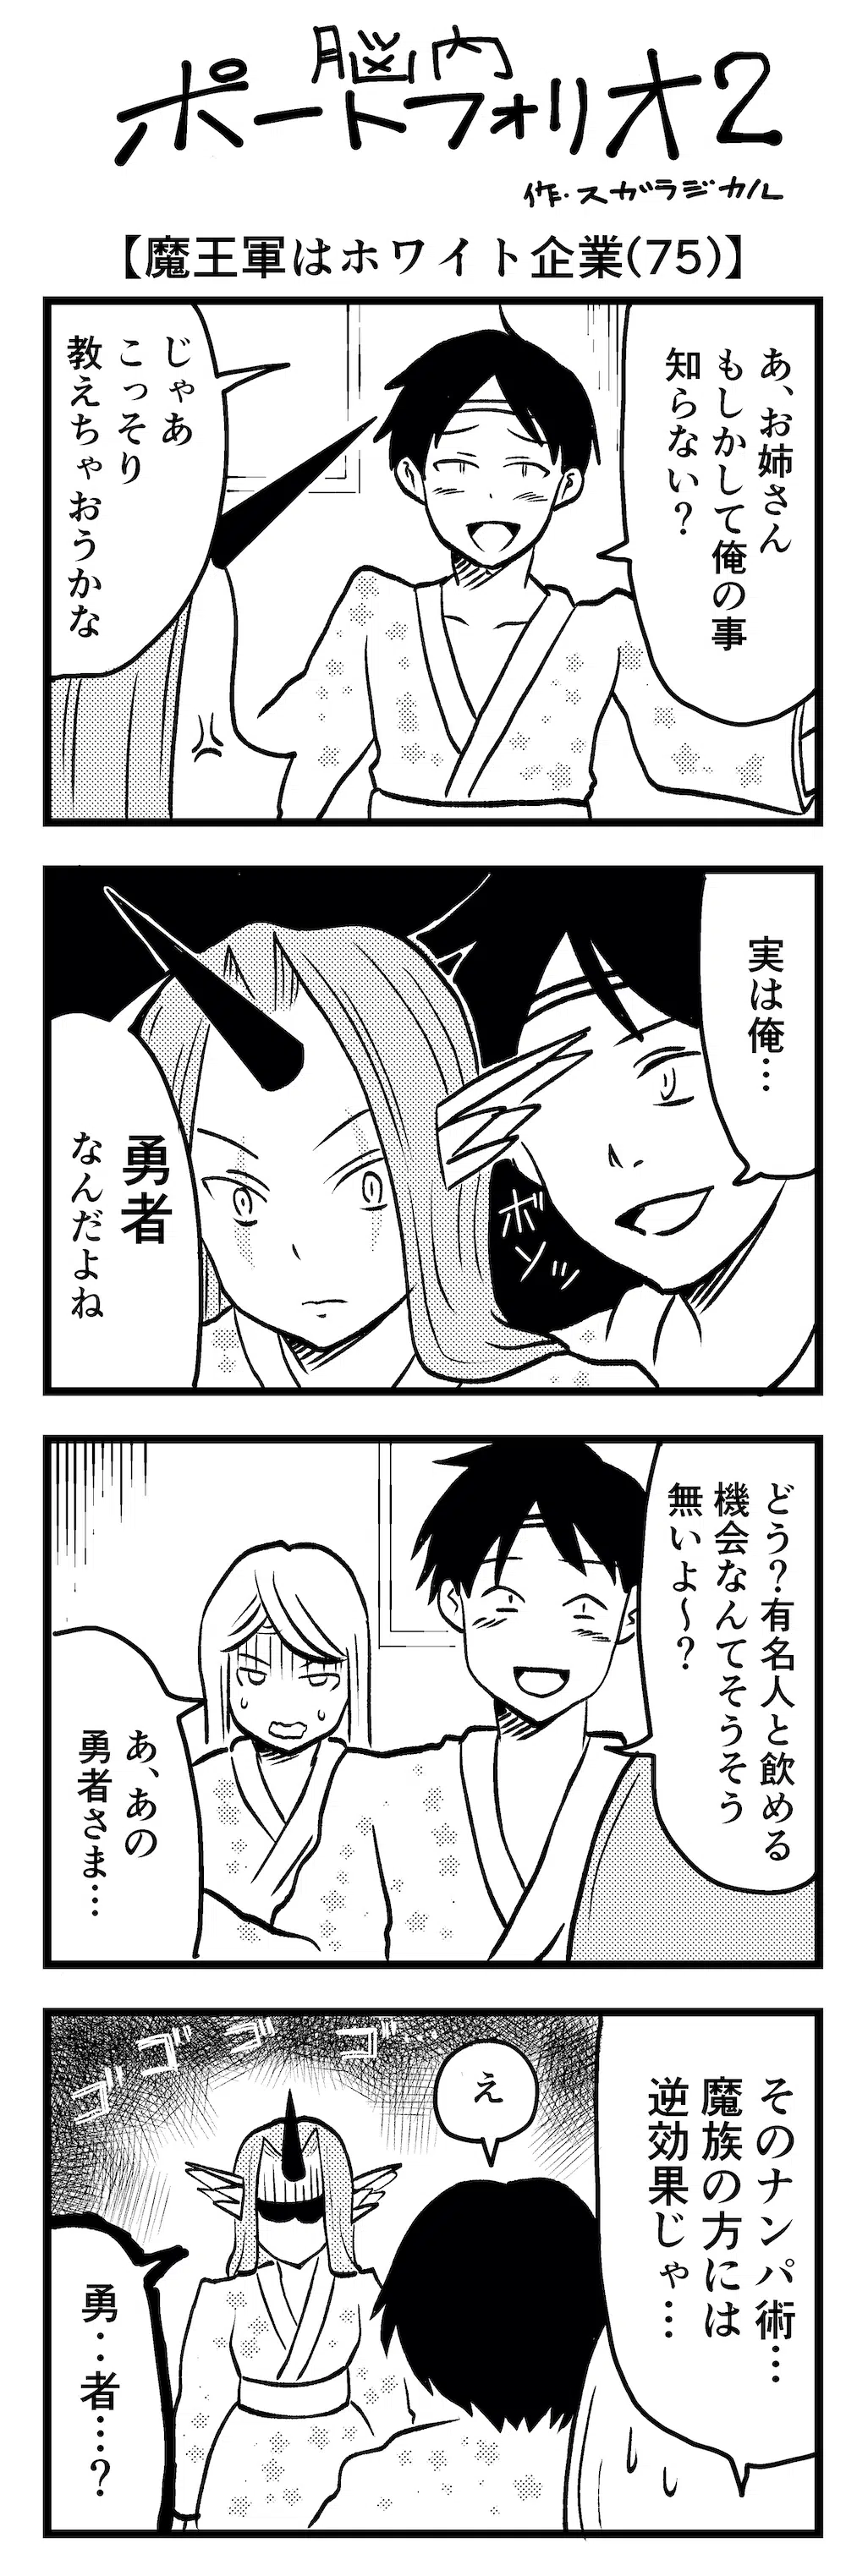 脳内
ポートフォリオ2
作・スガラジカル
【魔王軍はホワイト企業(75)】
あ、お姉さん
もしかして俺の事
知らない?
じゃあ
こっそり
教えちゃおうかな
実は俺…
ボソッ
勇者
なんだよね
どう?有名人と飲める
機会なんてそうそう
無いよ～?
あ、あの
勇者さま…
そのナンパ術…
魔族の方には
逆効果じゃ…
え
ゴゴゴゴ…
勇‥者…?